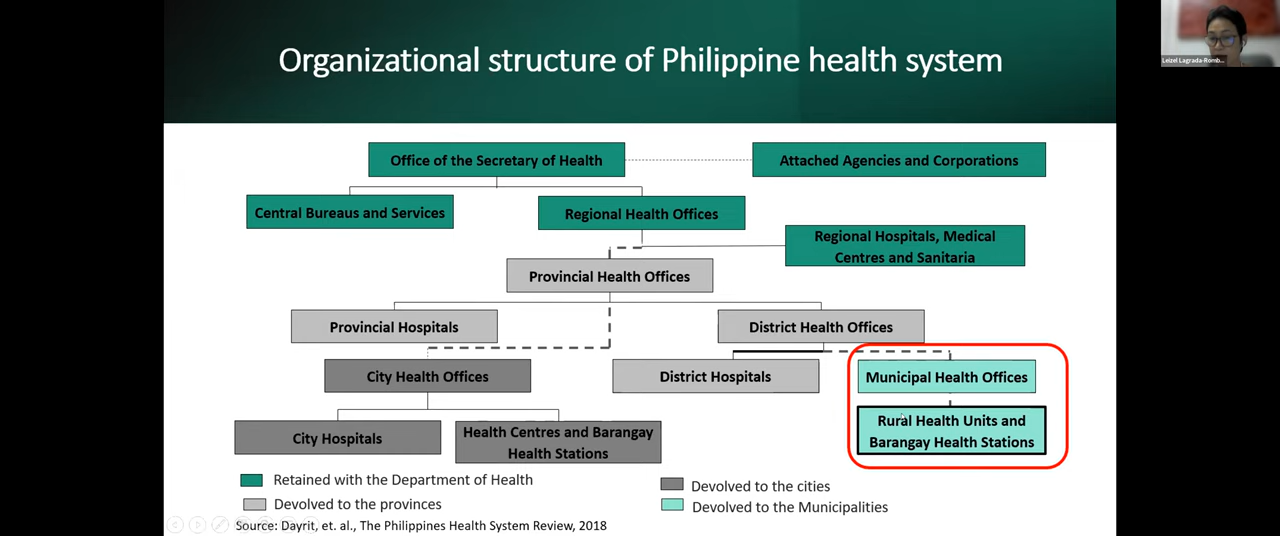 Organizational structure of Philippine health system
Leizel Lagrada-Romb...
Office of the Secretary of Health
Attached Agencies and Corporations
Central Bureaus and Services
Regional Health Offices
Regional Hospitals, Medical
Centres and Sanitaria
Provincial Health Offices
Provincial Hospitals
District Health Offices
City Health Offices
District Hospitals
Municipal Health Offices
City Hospitals
Health Centres and Barangay
Health Stations
Rural Health Units and
Barangay Health Stations
Retained with the Department of Health
Devolved to the provinces
Devolved to the cities
Devolved to the Municipalities
Source: Dayrit, et. al., The Philippines Health System Review, 2018